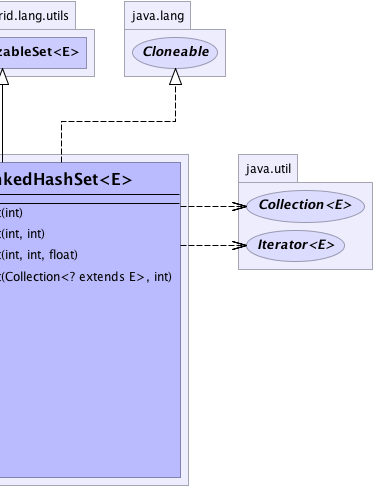 rid.lang.utils
java.lang
zableSet<E>
Cloneable
nkedHashSet<E>
java.util
t(int)
Collection<E>
t(int, int)
Iterator<E>
t(int, int, float)
t(Collection<? extends E>, int)